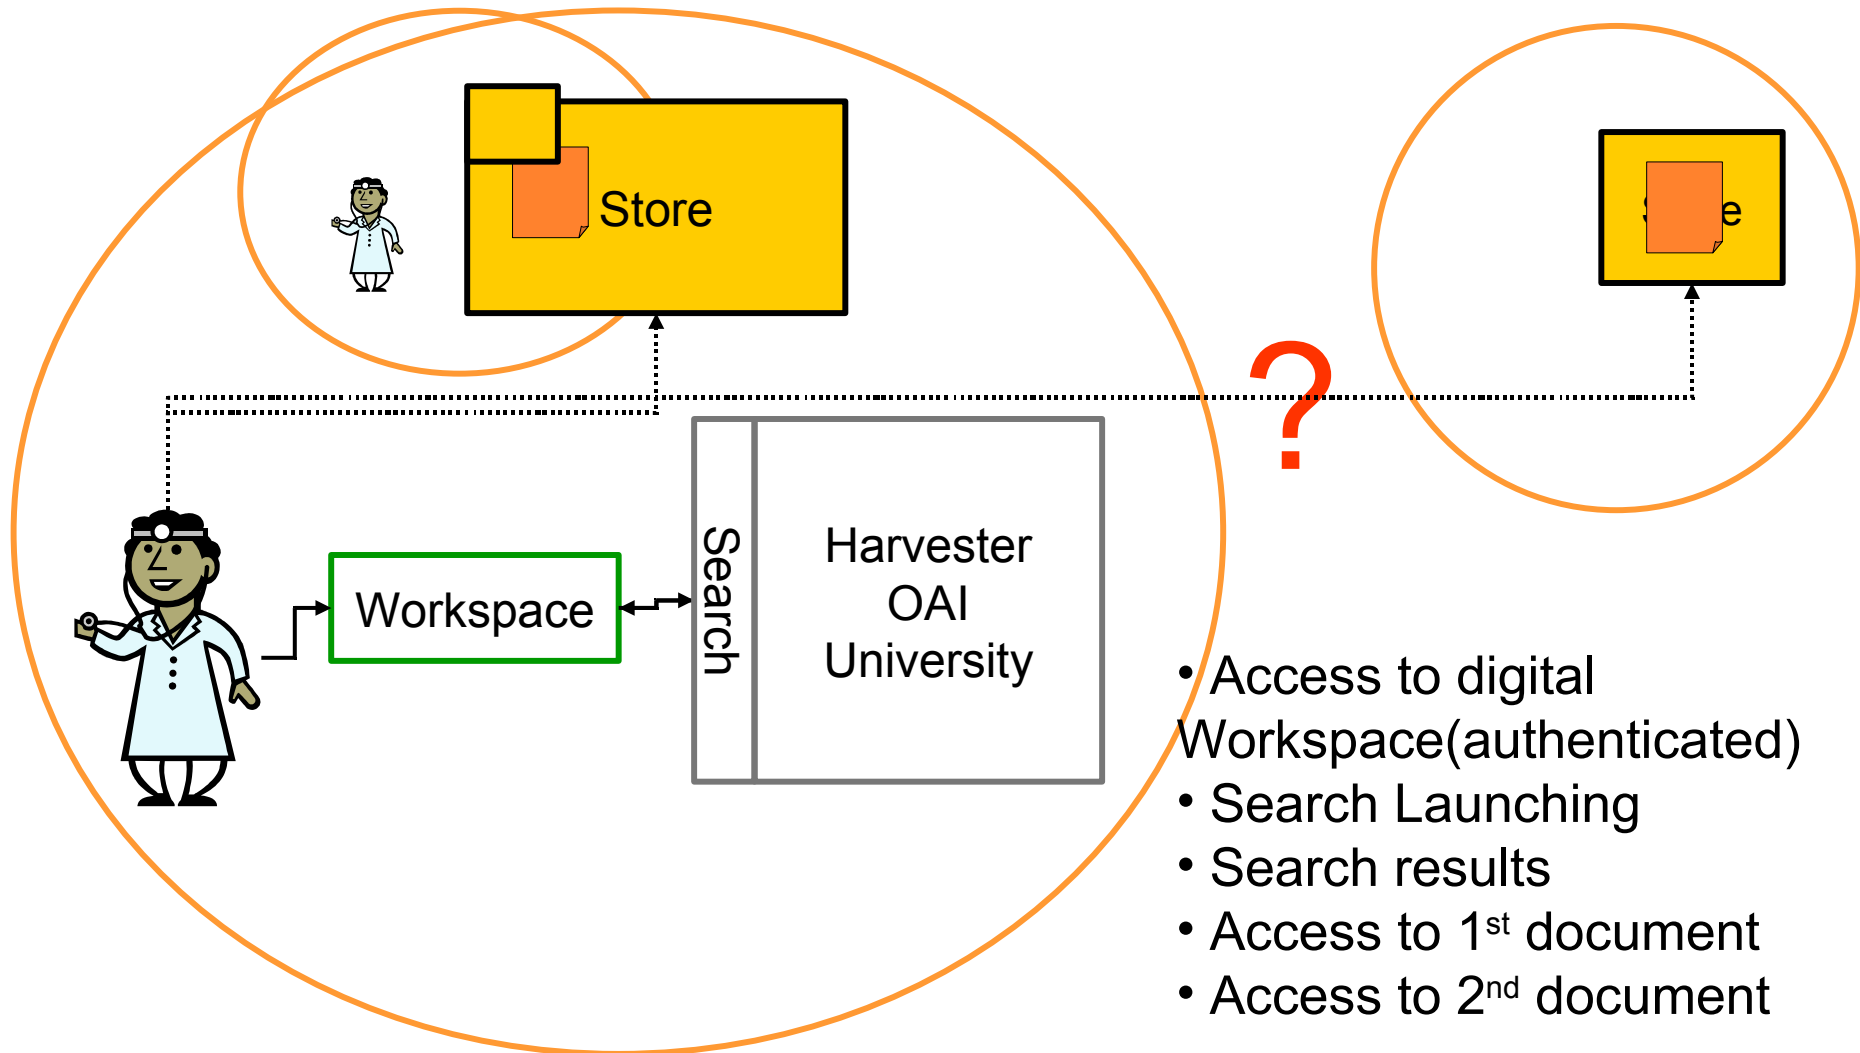 Store
?
Search
Harvester
OAI
University
Workspace
• Access to digital
Workspace(authenticated)
• Search Launching
• Search results
• Access to 1st document
• Access to 2nd document